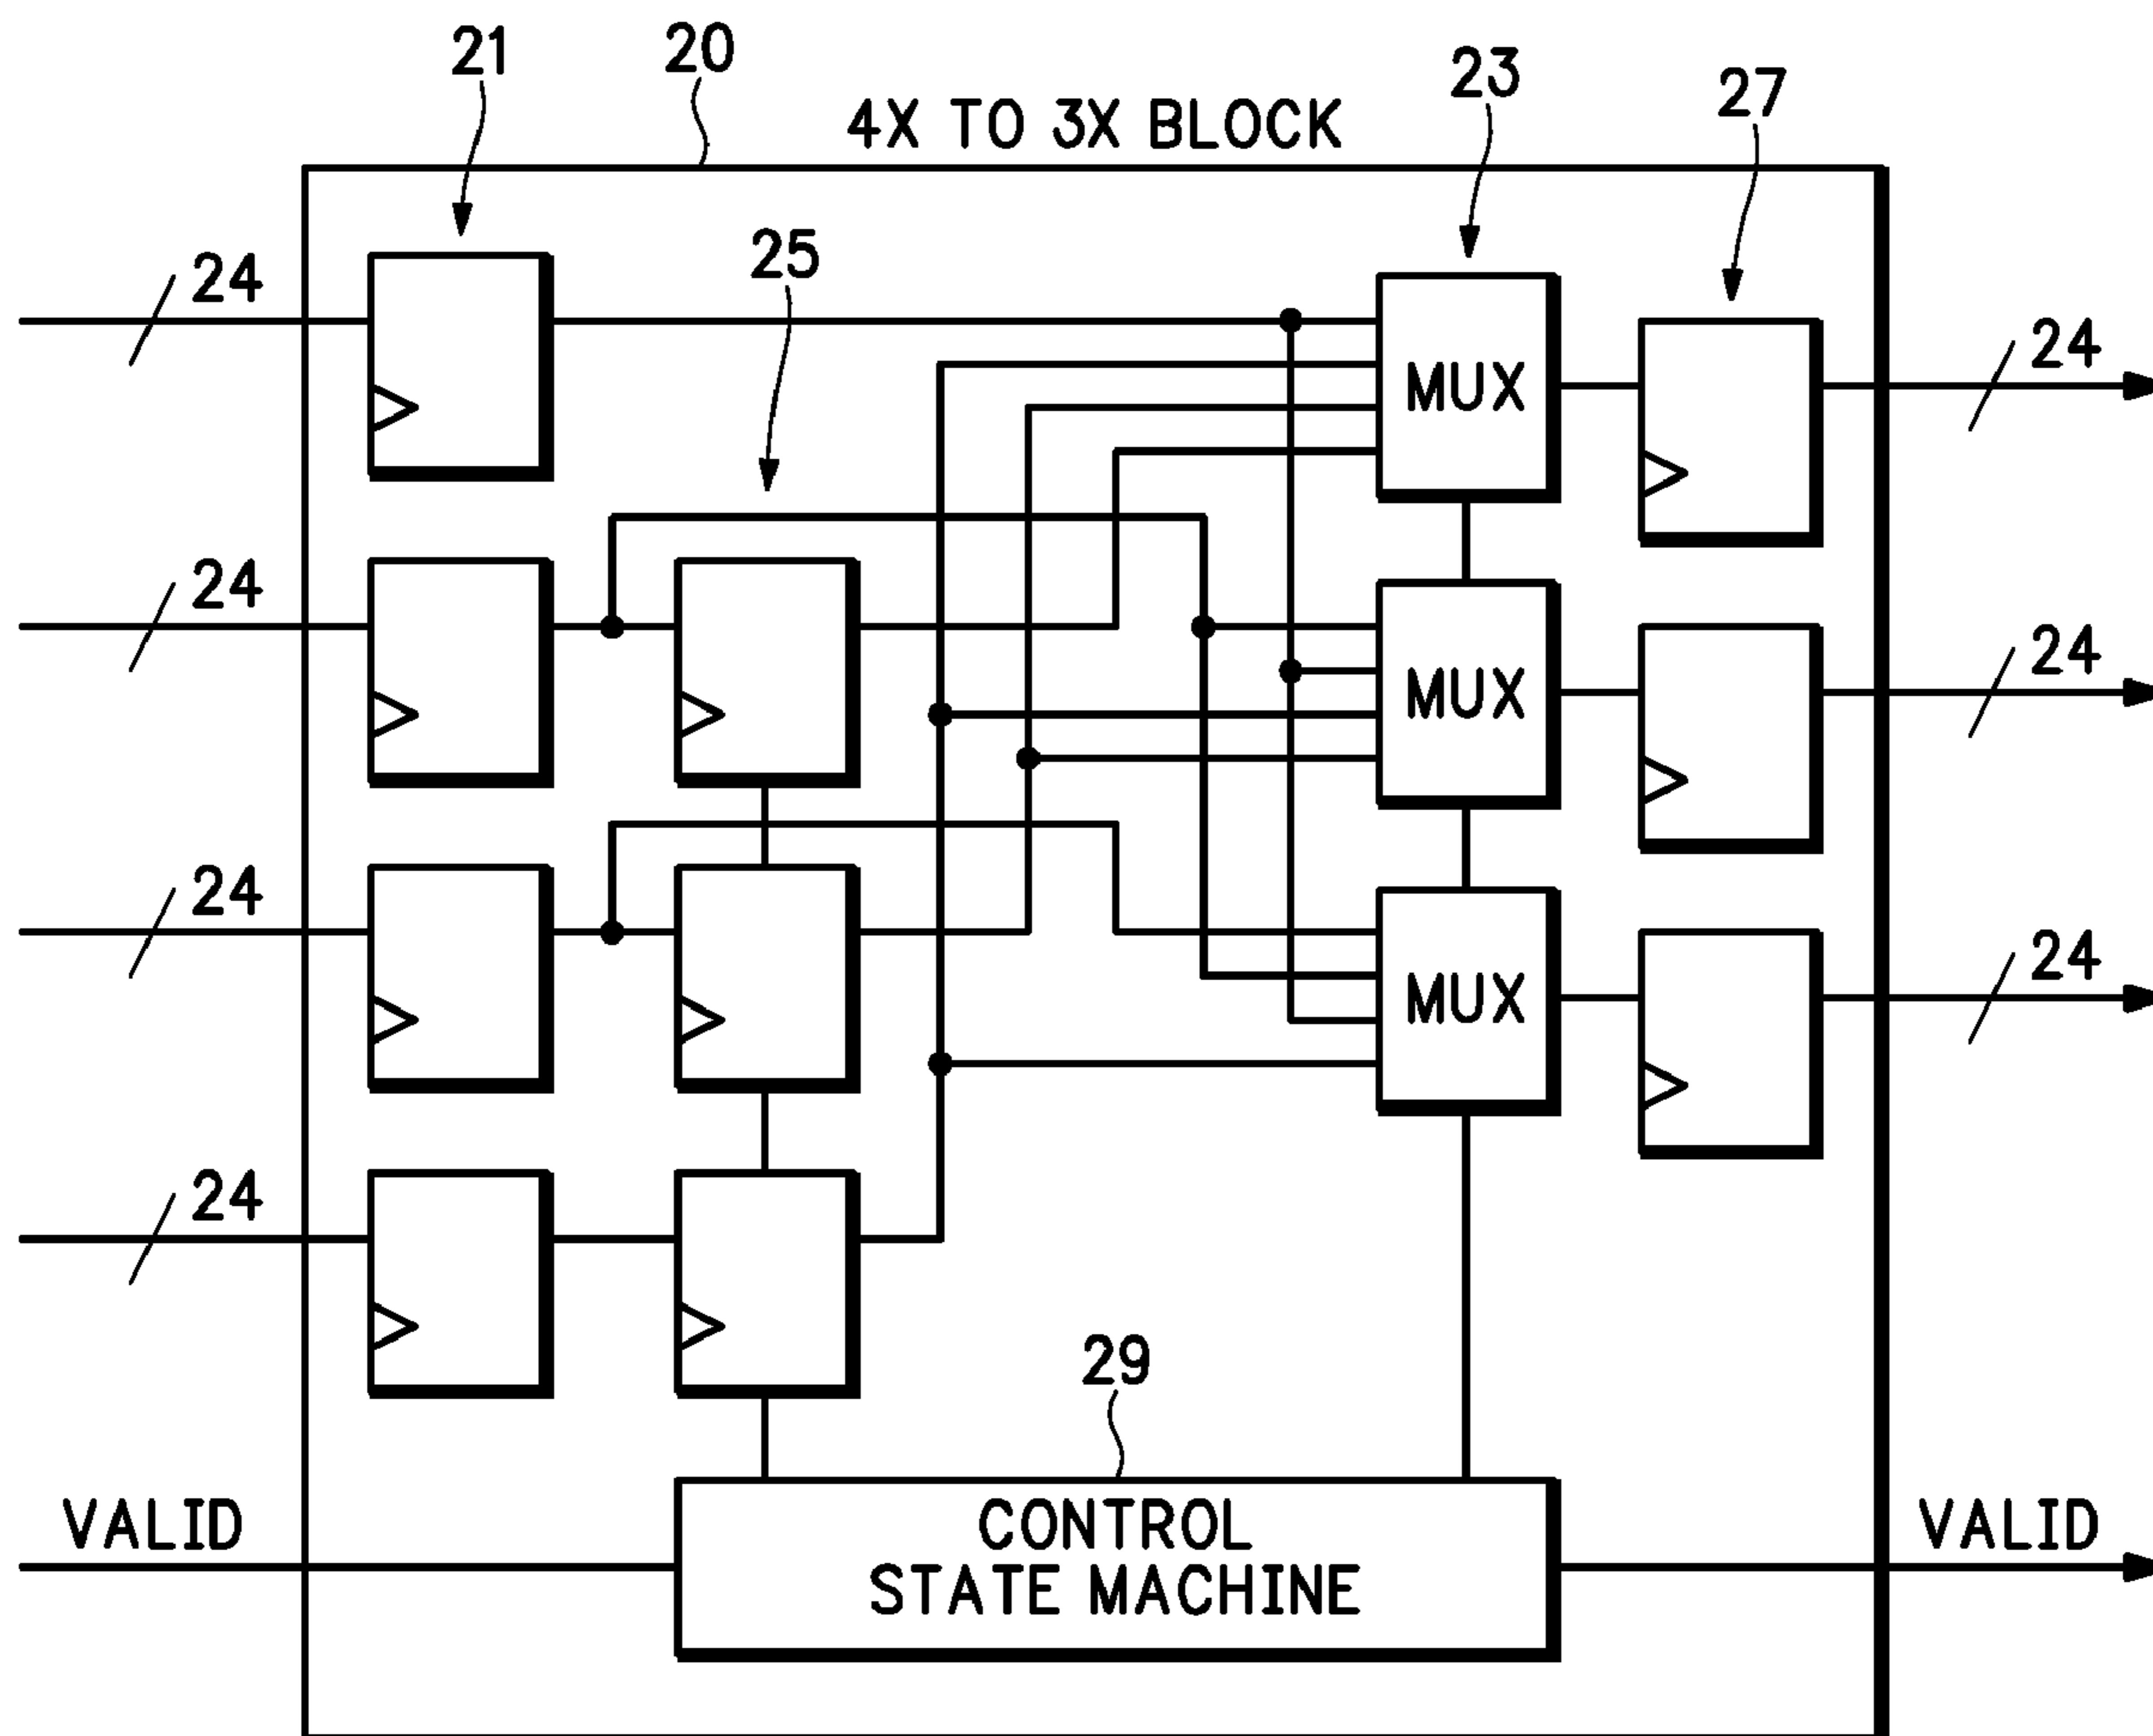 21
20
23
27
4X TO 3X BLOCK
25
24
24
MUX
24
24
MUX
24
24
MUX
24
24
29
VALID
CONTROL
STATE MACHINE
VALID